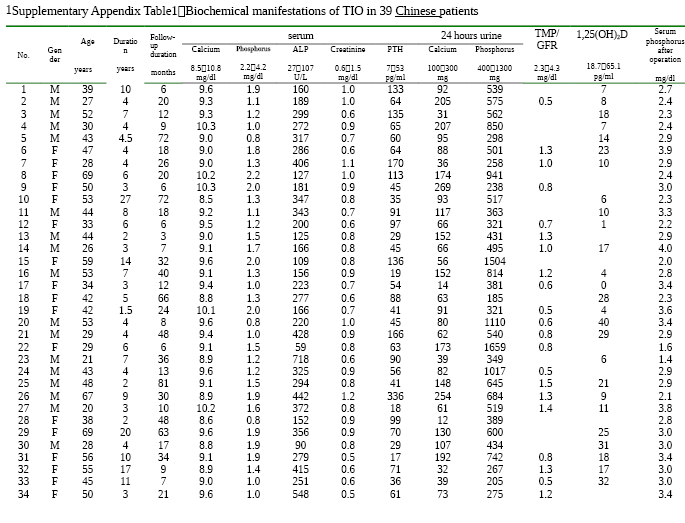 1Supplementary Appendix Table1▯Biochemical manifestations of TIO in 39 Chinese patients
No. Gender Age years Duration years Follow-up duration months serum 24 hours urine TMP/GFR 1,25(OH)2D Serum phosphorus after operation mg/dl
Calcium Phosphorus ALP Creatinine PTH Calcium Phosphorus
8.5▯10.8 mg/dl 2.2▯4.2 mg/dl 27▯107 U/L 0.6▯1.5 mg/dl 7▯53 pg/ml 100▯300 mg 400▯1300 mg 2.3▯4.3 mg/dl 18.7▯65.1 pg/ml
1 M 39 10 6 9.6 1.9 160 1.0 133 92 539 7 2.7
2 M 27 4 20 9.3 1.1 189 1.0 64 205 575 0.5 8 2.4
3 M 52 7 12 9.3 1.2 299 0.6 135 31 562 18 2.3
4 M 30 4 9 10.3 1.0 272 0.9 65 207 850 7 2.4
5 M 43 4.5 72 9.0 0.8 317 0.7 60 95 298 14 2.9
6 F 47 4 18 9.0 1.8 286 0.6 64 88 501 1.3 23 3.9
7 F 28 4 26 9.0 1.3 406 1.1 170 36 258 1.0 10 2.9
8 F 69 6 20 10.2 2.2 127 1.0 113 174 941 2.4
9 F 50 3 6 10.3 2.0 181 0.9 45 269 238 0.8 3.0
10 F 53 27 72 8.5 1.3 347 0.8 35 93 517 6 2.3
11 M 44 8 18 9.2 1.1 343 0.7 91 117 363 10 3.3
12 F 33 6 6 9.5 1.2 200 0.6 97 66 321 0.7 1 2.2
13 M 44 2 3 9.0 1.5 125 0.8 29 152 431 1.3 2.9
14 M 26 3 7 9.1 1.7 166 0.8 45 66 495 1.0 17 4.0
15 F 59 14 32 9.6 2.0 109 0.8 136 56 1504 2.0
16 M 53 7 40 9.1 1.3 156 0.9 19 152 814 1.2 4 2.8
17 F 34 3 12 9.4 1.0 223 0.7 54 14 381 0.6 0 3.4
18 F 42 5 66 8.8 1.3 277 0.6 88 63 185 28 2.3
19 F 42 1.5 24 10.1 2.0 166 0.7 41 91 321 0.5 4 3.6
20 M 53 4 8 9.6 0.8 220 1.0 45 80 1110 0.6 40 3.4
21 M 29 4 48 9.4 1.0 428 0.9 166 62 540 0.8 29 2.9
22 F 29 6 6 9.1 1.5 59 0.8 63 173 1659 0.8 1.6
23 M 21 7 36 8.9 1.2 718 0.6 90 39 349 6 1.4
24 M 43 4 13 9.6 1.2 325 0.9 56 82 1017 0.5 2.9
25 M 48 2 81 9.1 1.5 294 0.8 41 148 645 1.5 21 2.9
26 M 67 9 30 8.9 1.9 442 1.2 336 254 684 1.3 9 2.1
27 M 20 3 10 10.2 1.6 372 0.8 18 61 519 1.4 11 3.8
28 F 38 2 48 8.6 0.8 152 0.9 99 12 389 2.8
29 F 69 20 63 9.6 1.9 356 0.9 70 130 600 25 3.0
30 M 28 4 17 8.8 1.9 90 0.8 29 107 434 31 3.0
31 F 56 10 34 9.1 1.9 279 0.5 17 192 742 0.8 18 3.4
32 F 55 17 9 8.9 1.4 415 0.6 71 32 267 1.3 17 3.0
33 F 45 11 7 9.0 1.0 251 0.6 36 39 205 0.5 32 3.0
34 F 50 3 21 9.6 1.0 548 0.5 61 73 275 1.2 3.4